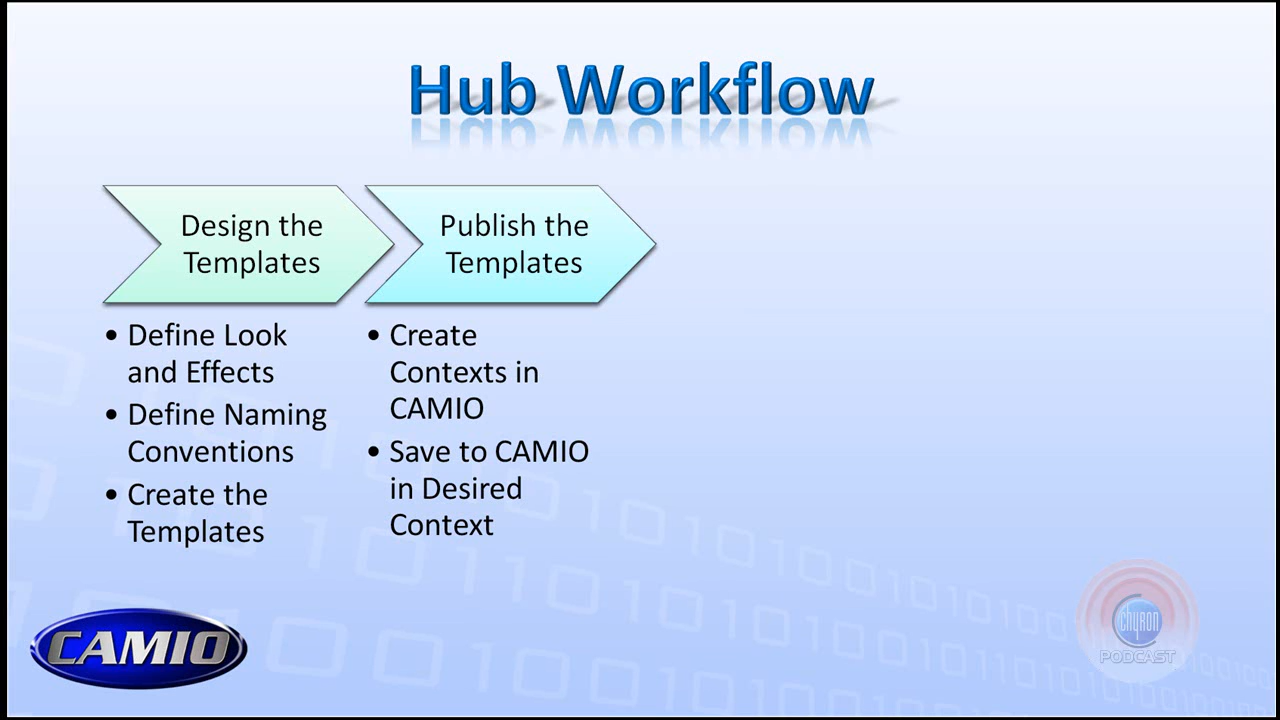 Hub Workflow
Design the
Templates
• Define Look
and Effects
• Define Naming
Conventions
• Create the
Templates
Publish the
Templates
• Create
Contexts in
CAMIO
• Save to CAMIO
in Desired
Context
CAMIO
chyron
PODCAST